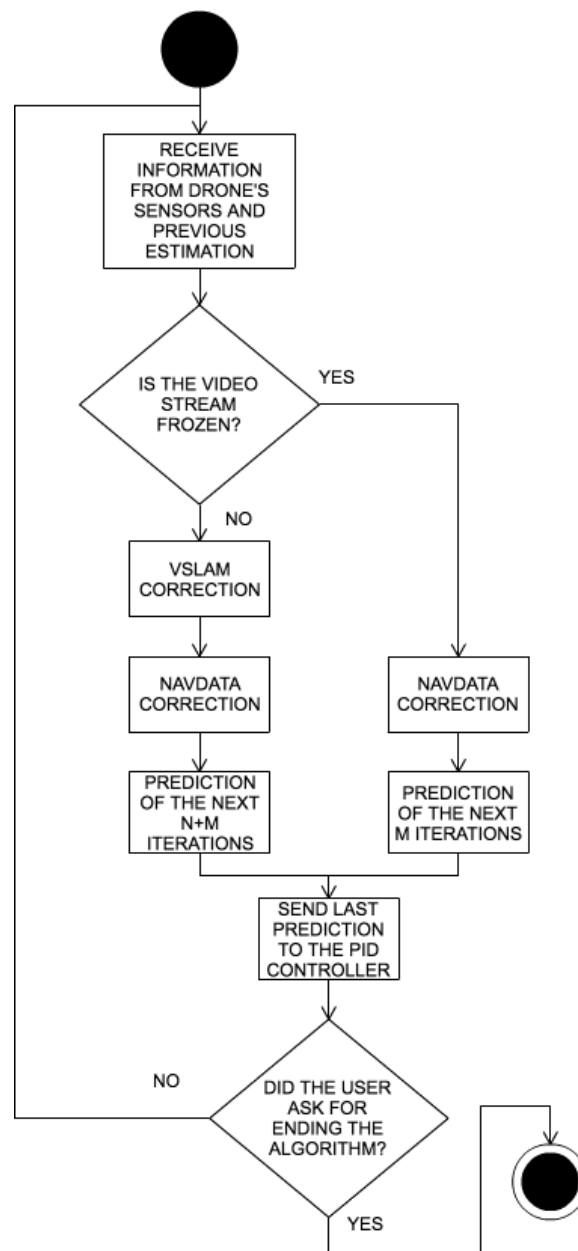 RECEIVE
INFORMATION
FROM DRONE'S
SENSORS AND
PREVIOUS
ESTIMATION
IS THE VIDEO
STREAM
FROZEN?
YES
NO
VSLAM
CORRECTION
NAVDATA
CORRECTION
NAVDATA
CORRECTION
PREDICTION
OF THE NEXT
N+M
ITERATIONS
PREDICTION
OF THE NEXT
M ITERATIONS
SEND LAST
PREDICTION
TO THE PID
CONTROLLER
NO
DID THE USER
ASK FOR
ENDING THE
ALGORITHM?
YES